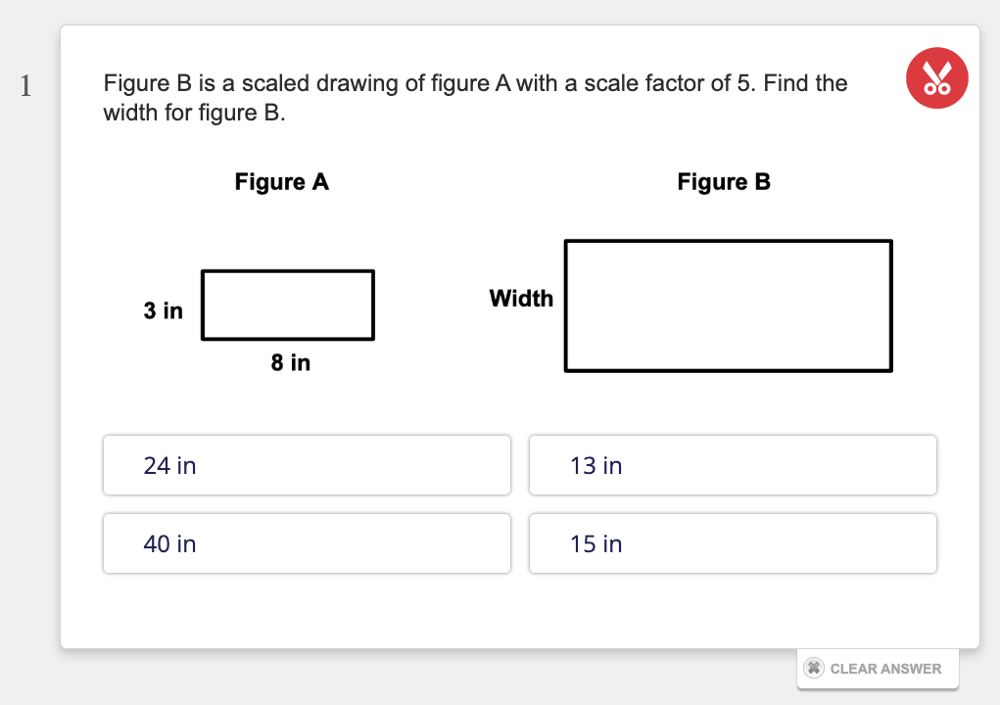 1
Figure B is a scaled drawing of figure A with a scale factor of 5. Find the
width for figure B.
Figure A
Figure B
3 in
8 in
Width
24 in
13 in
40 in
15 in
CLEAR ANSWER